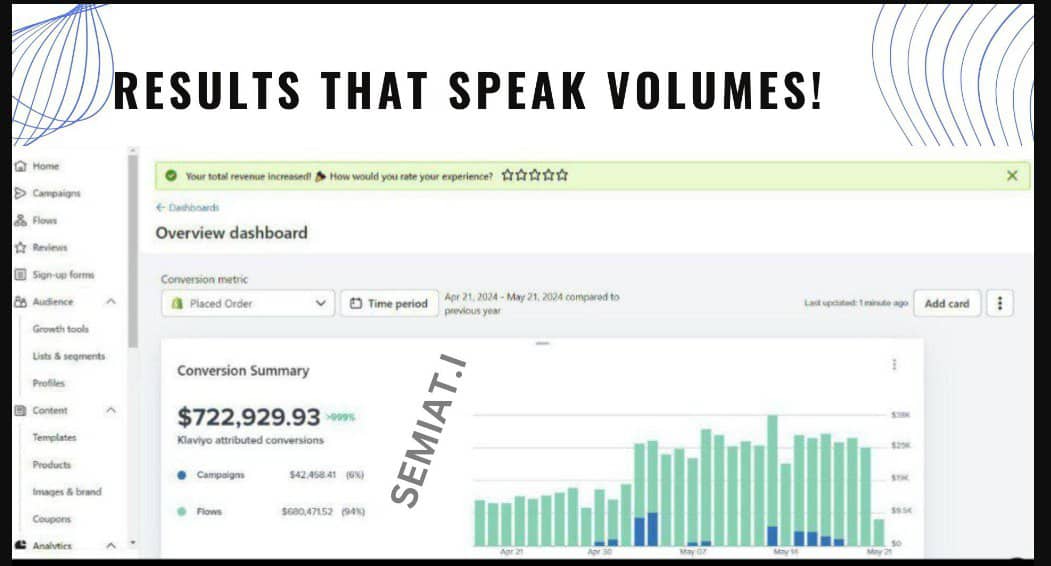 RESULTS THAT SPEAK VOLUMES!
Home
Campaigns
Flows
Reviews
Sign-up forms
Audience
Growth tools
Lists & segments
Profiles
Content
Templates
Products
Images & brand
Coupons
Analytics
Your total revenue increased! How would you rate your experience?
← Dashboards
Overview dashboard
Conversion metric
Placed Order
Time period
Apr 21, 2024 - May 21, 2024 compared to
previous year
Last updated: 1 minute ago
Add card
Conversion Summary
$722,929.93 >999%
Klaviyo attributed conversions
Campaigns $42,458.41 (6%)
Flows $680,471.52 (94%)
SEMIAT.I
$38K
$29K
$19K
$9.5K
$0
Apr 21 Apr 30 May 07 May 14 May 21